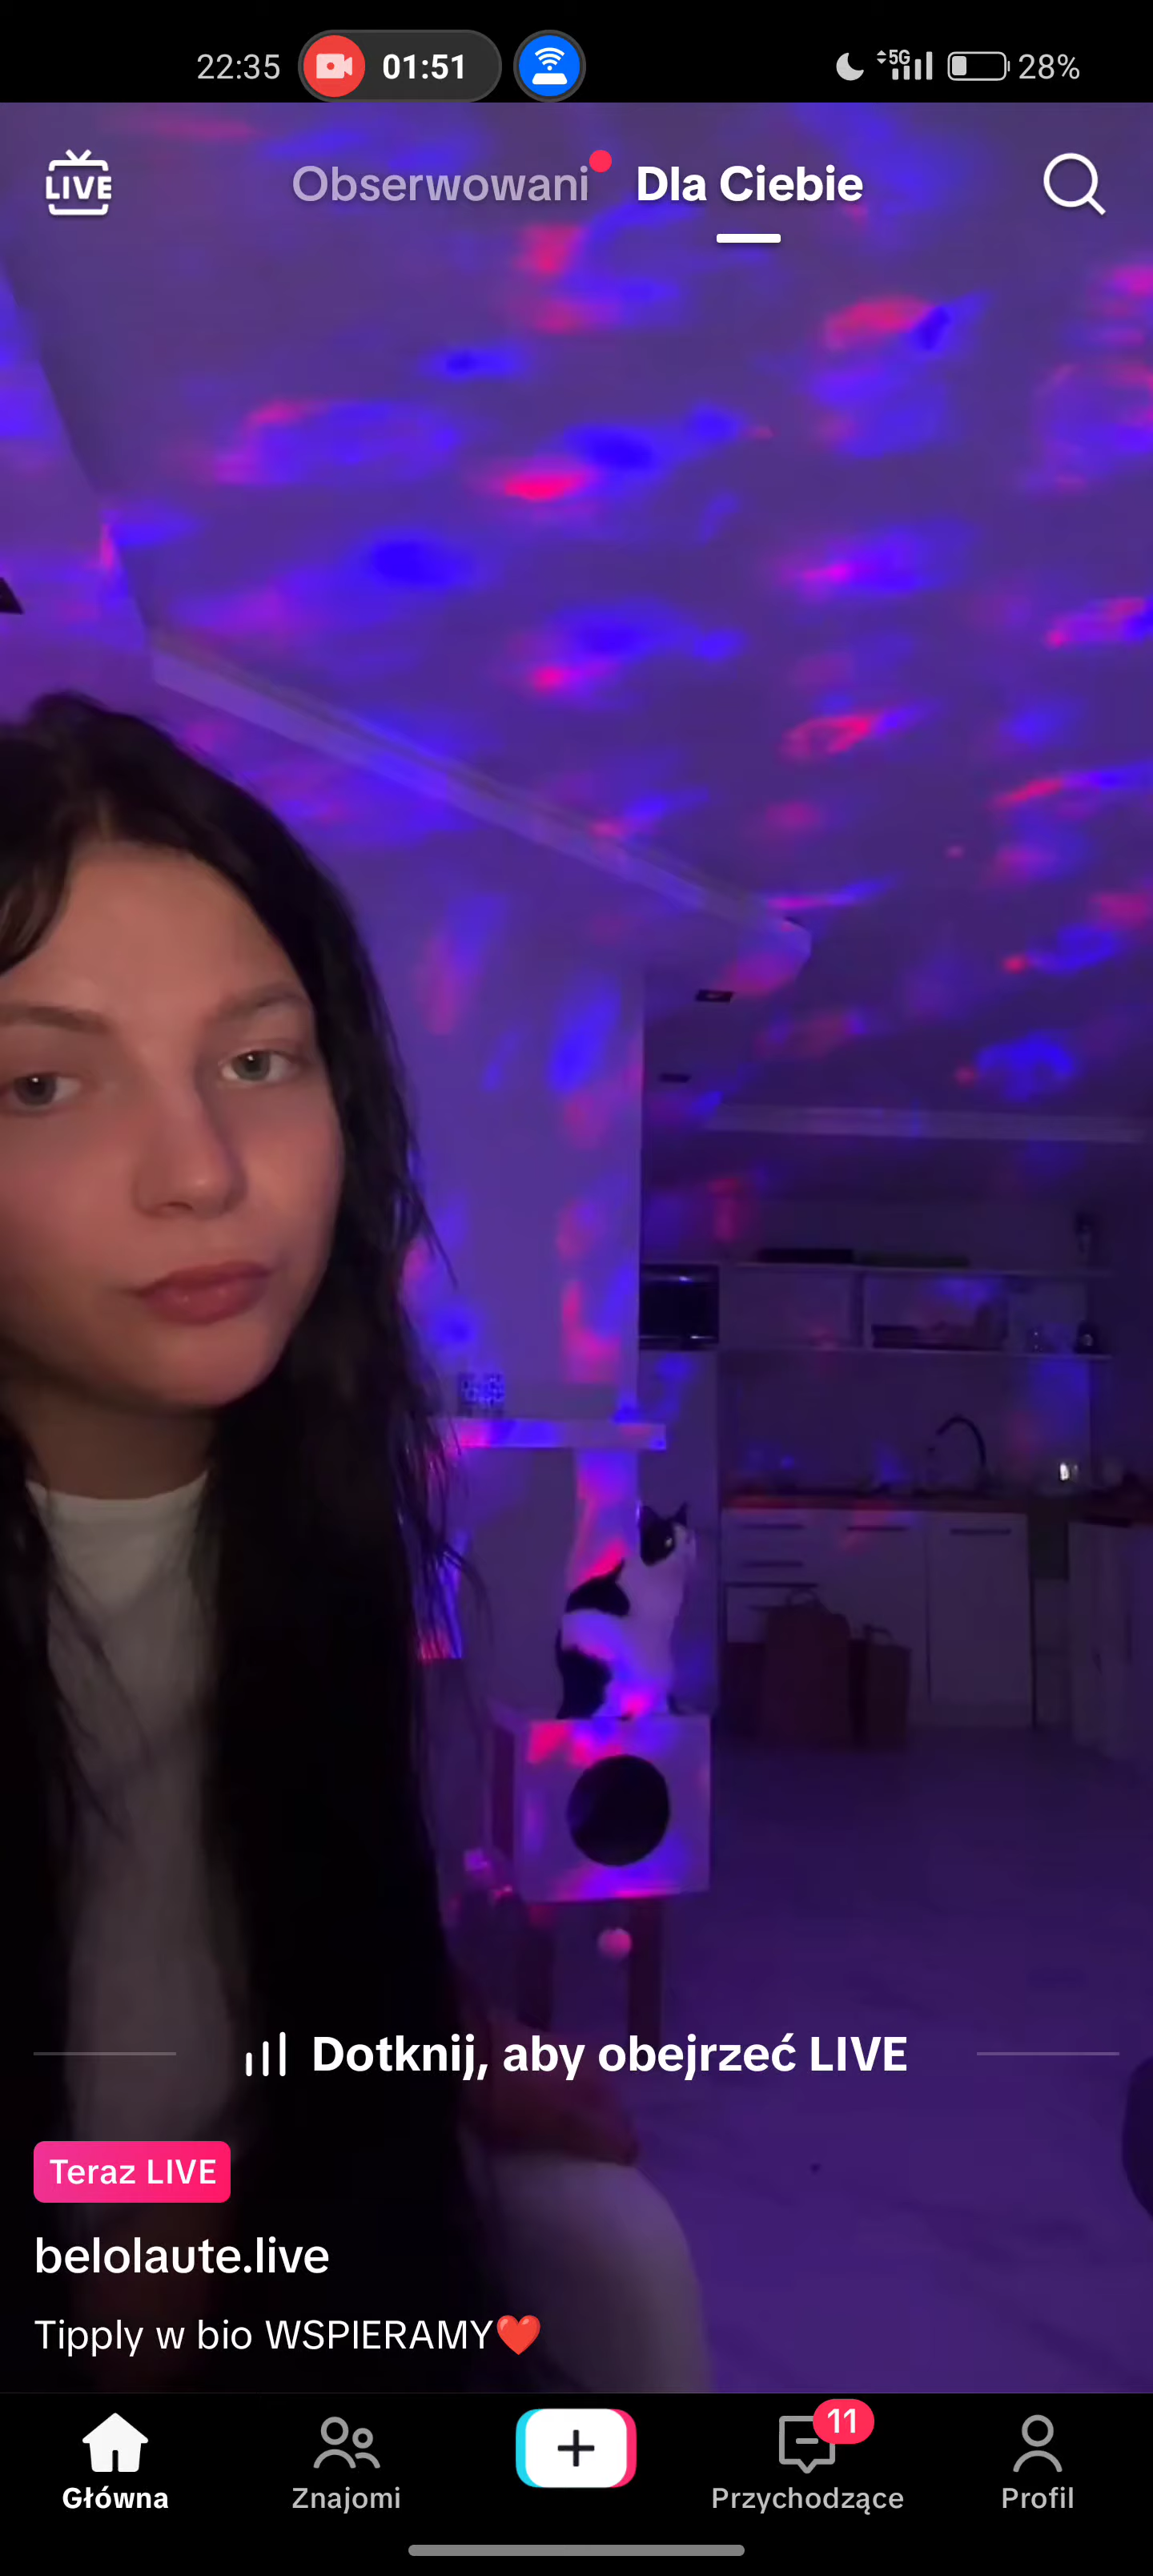 22:35 01:51 5G 28%
LIVE Obserwowani Dla Ciebie
Dotknij, aby obejrzeć LIVE
Teraz LIVE
belolaute.live
Tipply w bio WSPIERAMY❤️
11
Główna Znajomi Przychodzące Profil